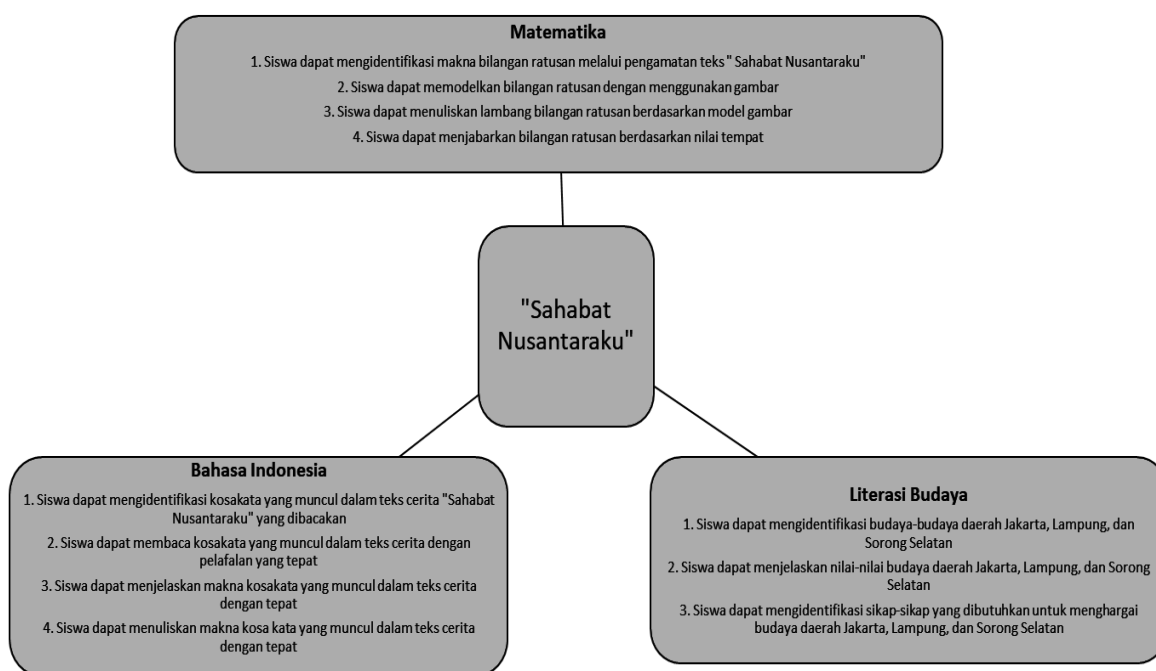 Matematika
1. Siswa dapat mengidentifikasi makna bilangan ratusan melalui pengamatan teks " Sahabat Nusantaraku"
2. Siswa dapat memodelkan bilangan ratusan dengan menggunakan gambar
3. Siswa dapat menuliskan lambang bilangan ratusan berdasarkan model gambar
4. Siswa dapat menjabarkan bilangan ratusan berdasarkan nilai tempat
"Sahabat
Nusantaraku"
Bahasa Indonesia
1. Siswa dapat mengidentifikasi kosakata yang muncul dalam teks cerita "Sahabat
Nusantaraku" yang dibacakan
2. Siswa dapat membaca kosakata yang muncul dalam teks cerita dengan
pelafalan yang tepat
3. Siswa dapat menjelaskan makna kosakata yang muncul dalam teks cerita
dengan tepat
4. Siswa dapat menuliskan makna kosa kata yang muncul dalam teks cerita
dengan tepat
Literasi Budaya
1. Siswa dapat mengidentifikasi budaya-budaya daerah Jakarta, Lampung, dan
Sorong Selatan
2. Siswa dapat menjelaskan nilai-nilai budaya daerah Jakarta, Lampung, dan Sorong
Selatan
3. Siswa dapat mengidentifikasi sikap-sikap yang dibutuhkan untuk menghargai
budaya daerah Jakarta, Lampung, dan Sorong Selatan